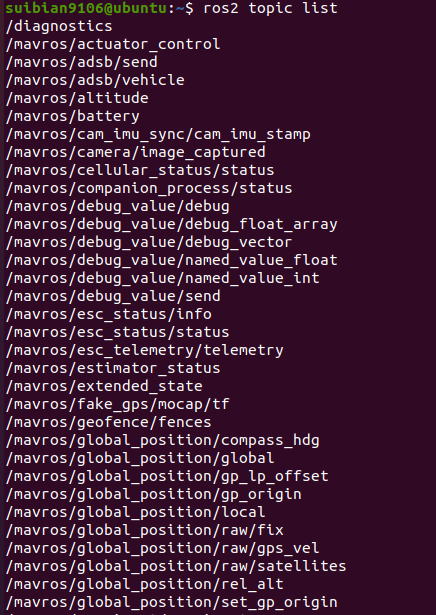 suibian9106@ubuntu:~$ ros2 topic list
/diagnostics
/mavros/actuator_control
/mavros/adsb/send
/mavros/adsb/vehicle
/mavros/altitude
/mavros/battery
/mavros/cam_imu_sync/cam_imu_stamp
/mavros/camera/image_captured
/mavros/cellular_status/status
/mavros/companion_process/status
/mavros/debug_value/debug
/mavros/debug_value/debug_float_array
/mavros/debug_value/debug_vector
/mavros/debug_value/named_value_float
/mavros/debug_value/named_value_int
/mavros/debug_value/send
/mavros/esc_status/info
/mavros/esc_status/status
/mavros/esc_telemetry/telemetry
/mavros/estimator_status
/mavros/extended_state
/mavros/fake_gps/mocap/tf
/mavros/geofence/fences
/mavros/global_position/compass_hdg
/mavros/global_position/global
/mavros/global_position/gp_lp_offset
/mavros/global_position/gp_origin
/mavros/global_position/local
/mavros/global_position/raw/fix
/mavros/global_position/raw/gps_vel
/mavros/global_position/raw/satellites
/mavros/global_position/rel_alt
/mavros/global_position/set_gp_origin